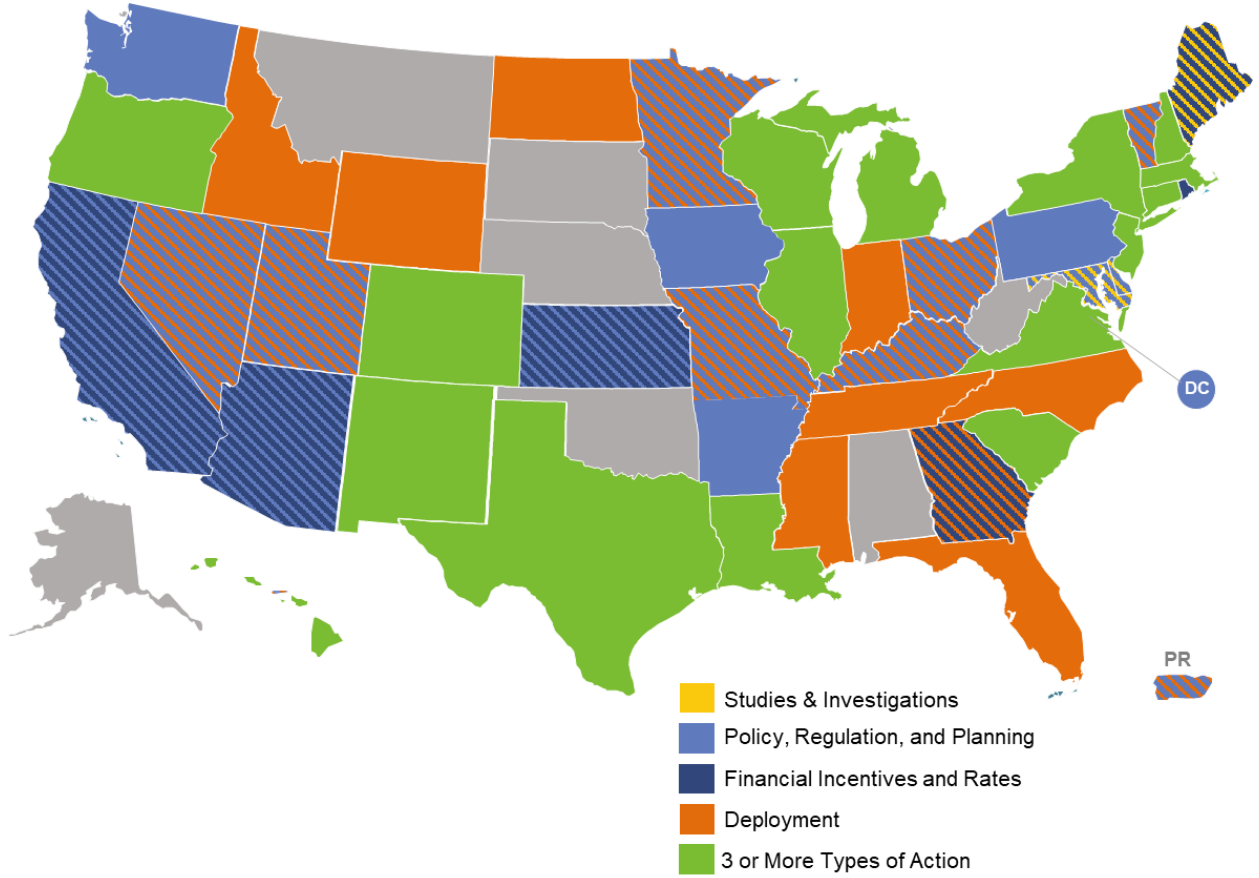 DC
PR
Studies & Investigations
Policy, Regulation, and Planning
Financial Incentives and Rates
Deployment
3 or More Types of Action